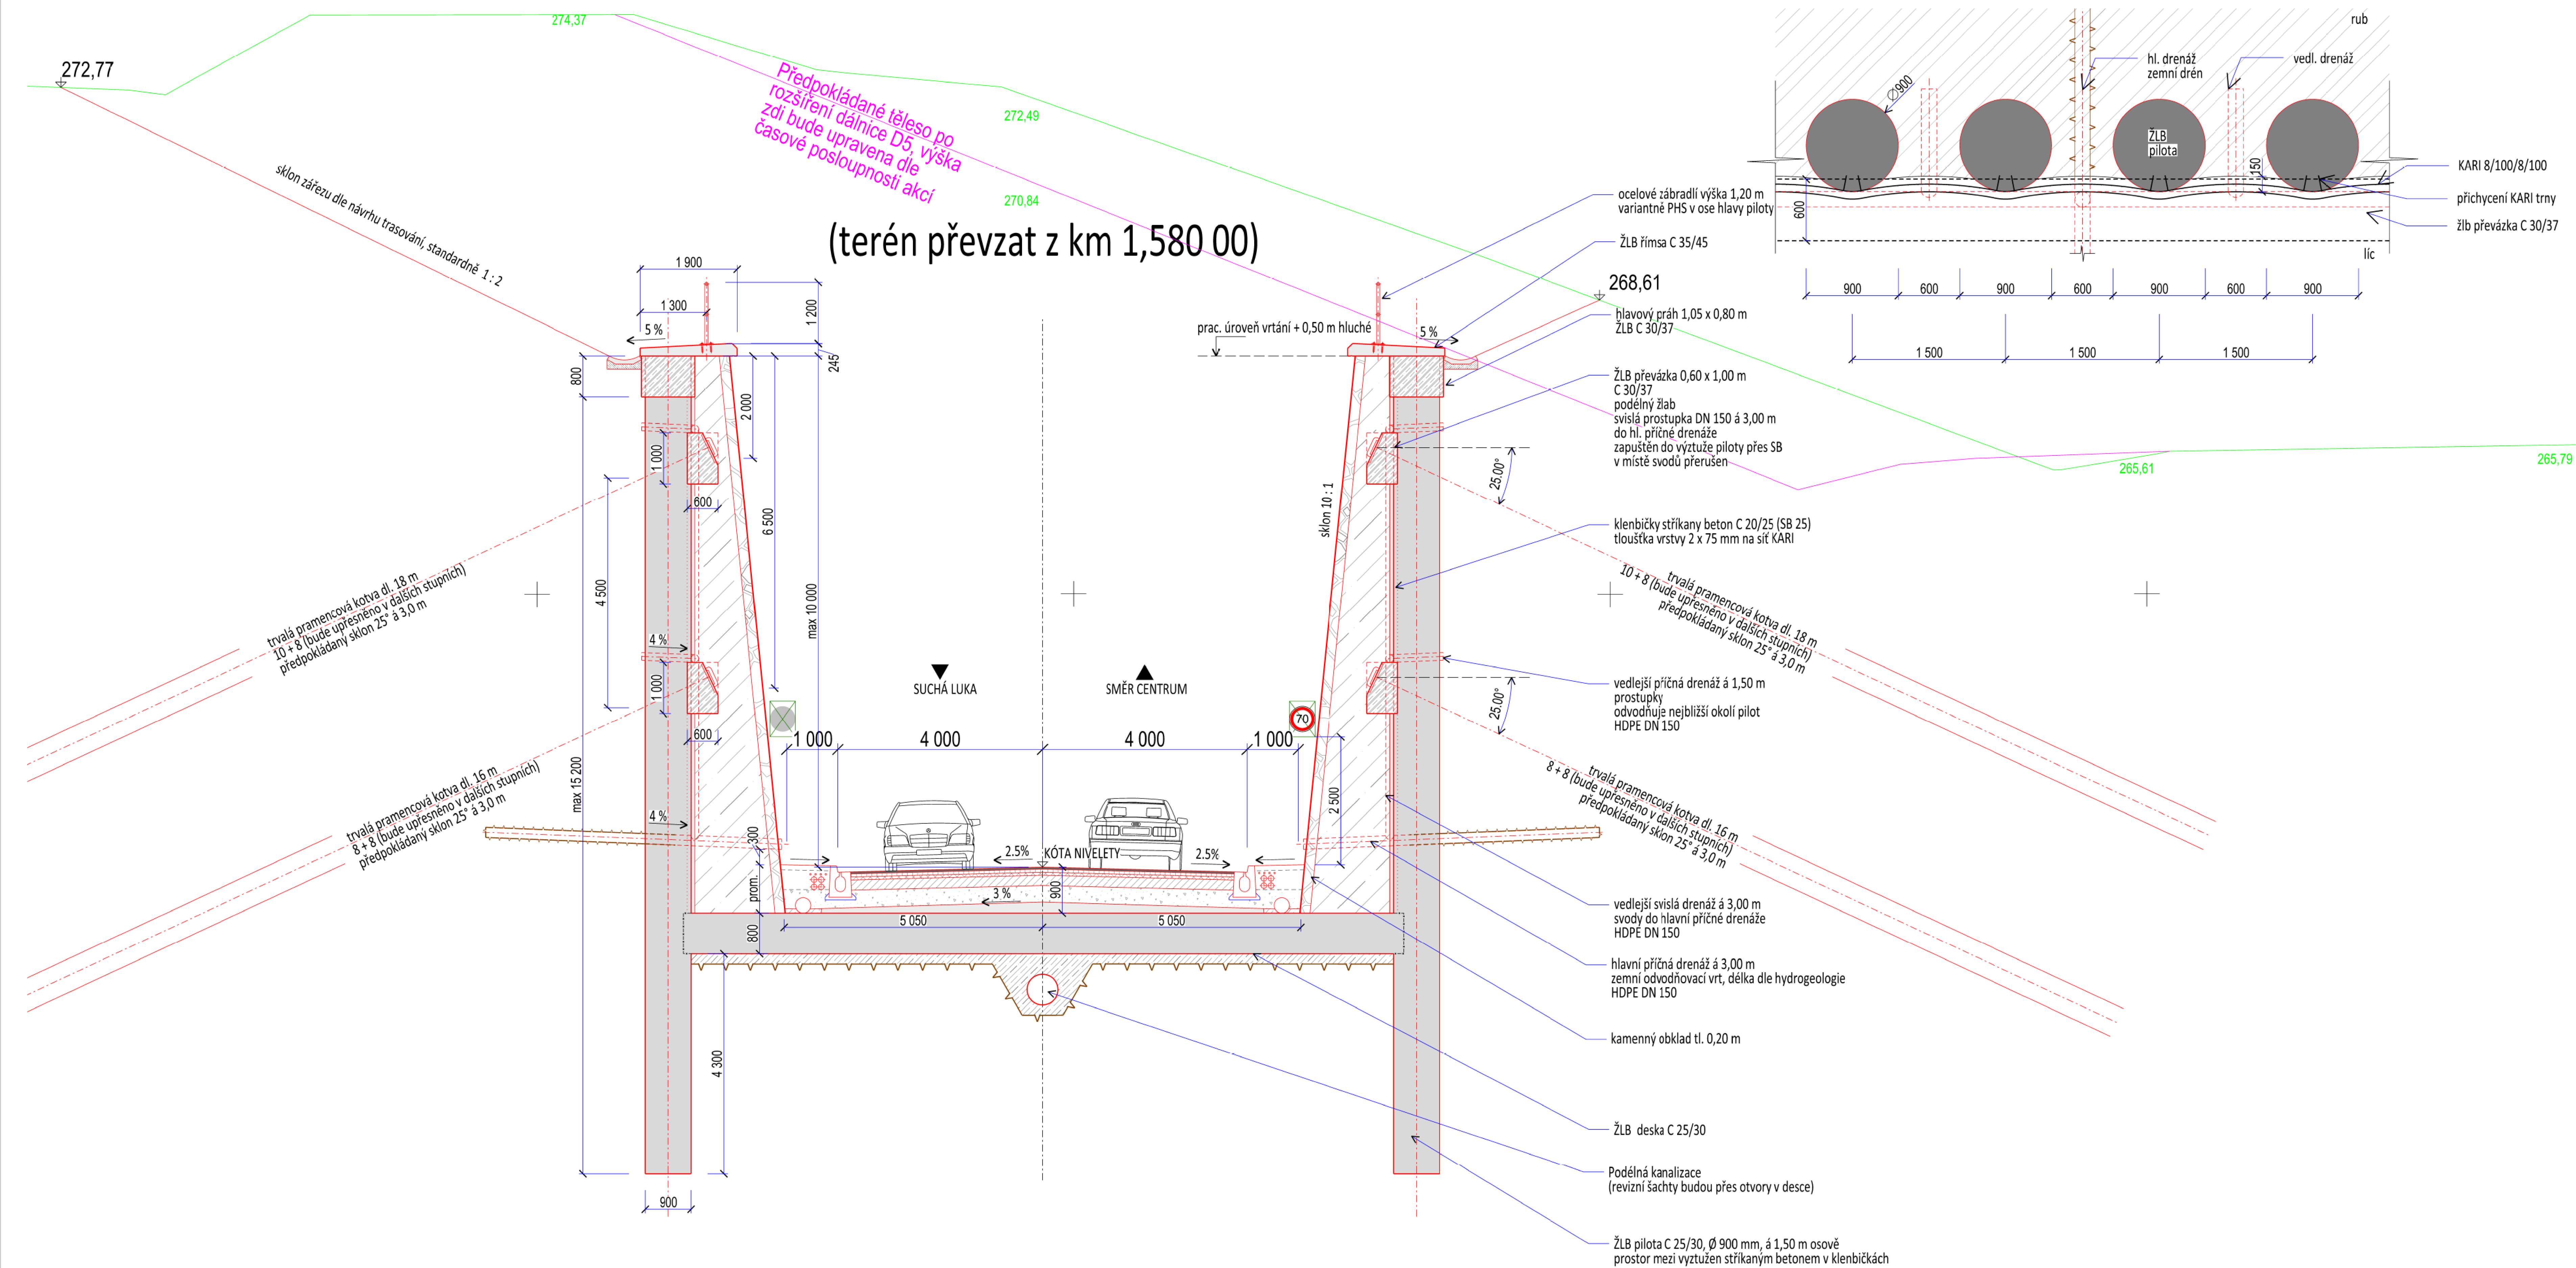 274,37
272,77
Předpokládané těleso po
rozšíření dálnice D5, výška
zdi bude upravena dle
časové posloupnosti akcí
272,49
270,84
sklon zářezu dle návrhu trasování, standardně 1 : 2
(terén převzat z km 1,580 00)
268,61
265,61
265,79
rub
hl. drenáž
zemní drén
vedl. drenáž
Ø900
ŽLB
pilota
150
600
KARI 8/100/8/100
přichycení KARI trny
žlb převázka C 30/37
líc
900
600
900
600
900
600
900
1 500
1 500
1 500
ocelové zábradlí výška 1,20 m
variantně PHS v ose hlavy piloty
ŽLB římsa C 35/45
hlavový práh 1,05 x 0,80 m
ŽLB C 30/37
ŽLB převázka 0,60 x 1,00 m
C 30/37
podélný žlab
svislá prostupka DN 150 á 3,00 m
do hl. příčné drenáže
zapuštěn do výztuže piloty přes SB
v místě svodů přerušen
klenbičky stříkany beton C 20/25 (SB 25)
tloušťka vrstvy 2 x 75 mm na síť KARI
vedlejší příčná drenáž á 1,50 m
prostupky
odvodňuje nejbližší okolí pilot
HDPE DN 150
vedlejší svislá drenáž á 3,00 m
svody do hlavní příčné drenáže
HDPE DN 150
hlavní příčná drenáž á 3,00 m
zemní odvodňovací vrt, délka dle hydrogeologie
HDPE DN 150
kamenný obklad tl. 0,20 m
ŽLB deska C 25/30
Podélná kanalizace
(revizní šachty budou přes otvory v desce)
ŽLB pilota C 25/30, Ø 900 mm, á 1,50 m osově
prostor mezi vyztužen stříkaným betonem v klenbičkách
1 900
1 300
1 200
5 %
245
800
2 000
1 000
600
6 500
4 500
max 10 000
4 %
1 000
600
max 15 200
4 %
300
prom.
800
4 300
900
prac. úroveň vrtání + 0,50 m hluché
5 %
sklon 10 : 1
25.00°
25.00°
trvalá pramencová kotva dl. 18 m
10 + 8 (bude upřesněno v dalších stupních)
předpokládaný sklon 25° á 3,0 m
trvalá pramencová kotva dl. 16 m
8 + 8 (bude upřesněno v dalších stupních)
předpokládaný sklon 25° á 3,0 m
trvalá pramencová kotva dl. 18 m
10 + 8 (bude upřesněno v dalších stupních)
předpokládaný sklon 25° á 3,0 m
trvalá pramencová kotva dl. 16 m
8 + 8 (bude upřesněno v dalších stupních)
předpokládaný sklon 25° á 3,0 m
SUCHÁ LUKA
SMĚR CENTRUM
70
1 000
4 000
4 000
1 000
2 500
2.5%
KÓTA NIVELETY
2.5%
3 %
900
5 050
5 050